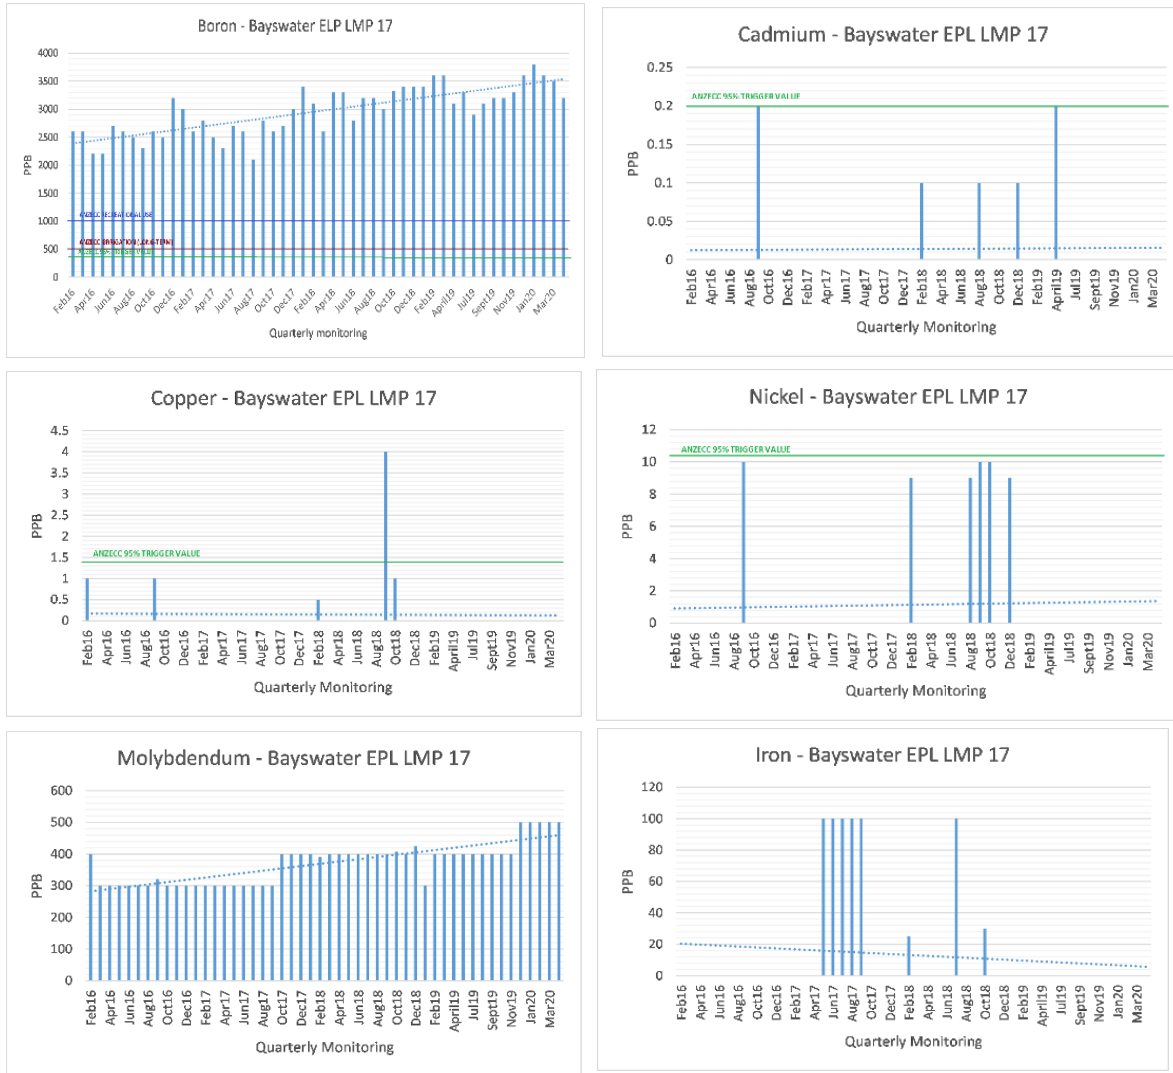 Boron - Bayswater ELP LMP 17
4000
3500
3000
2500
2000
1500
1000
500
0
PPB
ANZECC RECREATIONAL USE
ANZECC IRRIGATION (LONG-TERM)
ANZECC 95% TRIGGER VALUE
Feb16 Apr16 Jun16 Aug16 Oct16 Dec16 Feb17 Apr17 Jun17 Aug17 Oct17 Dec17 Feb18 Apr18 Jun18 Aug18 Oct18 Dec18 Feb19 April19 Jul19 Sept19 Nov19 Jan20 Mar20
Quarterly monitoring
Cadmium - Bayswater EPL LMP 17
0.25
0.2
0.15
0.1
0.05
0
PPB
ANZECC 95% TRIGGER VALUE
Feb16 Apr16 Jun16 Aug16 Oct16 Dec16 Feb17 Apr17 Jun17 Aug17 Oct17 Dec17 Feb18 Apr18 Jun18 Aug18 Oct18 Dec18 Feb19 April19 Jul19 Sept19 Nov19 Jan20 Mar20
Quarterly Monitoring
Copper - Bayswater EPL LMP 17
4.5
4
3.5
3
2.5
2
1.5
1
0.5
0
PPB
ANZECC 95% TRIGGER VALUE
Feb16 Apr16 Jun16 Aug16 Oct16 Dec16 Feb17 Apr17 Jun17 Aug17 Oct17 Dec17 Feb18 Apr18 Jun18 Aug18 Oct18 Dec18 Feb19 April19 Jul19 Sept19 Nov19 Jan20 Mar20
Quarterly Monitoring
Nickel - Bayswater EPL LMP 17
12
10
8
6
4
2
0
PPB
ANZECC 95% TRIGGER VALUE
Feb16 Apr16 Jun16 Aug16 Oct16 Dec16 Feb17 Apr17 Jun17 Aug17 Oct17 Dec17 Feb18 Apr18 Jun18 Aug18 Oct18 Dec18 Feb19 April19 Jul19 Sept19 Nov19 Jan20 Mar20
Quarterly Monitoring
Molybdendum - Bayswater EPL LMP 17
600
500
400
300
200
100
0
PPB
Feb16 Apr16 Jun16 Aug16 Oct16 Dec16 Feb17 Apr17 Jun17 Aug17 Oct17 Dec17 Feb18 Apr18 Jun18 Aug18 Oct18 Dec18 Feb19 April19 Jul19 Sept19 Nov19 Jan20 Mar20
Quarterly Monitoring
Iron - Bayswater EPL LMP 17
120
100
80
60
40
20
0
PPB
Feb16 Apr16 Jun16 Aug16 Oct16 Dec16 Feb17 Apr17 Jun17 Aug17 Oct17 Dec17 Feb18 Apr18 Jun18 Aug18 Oct18 Dec18 Feb19 April19 Jul19 Sept19 Nov19 Jan20 Mar20
Quarterly Monitoring